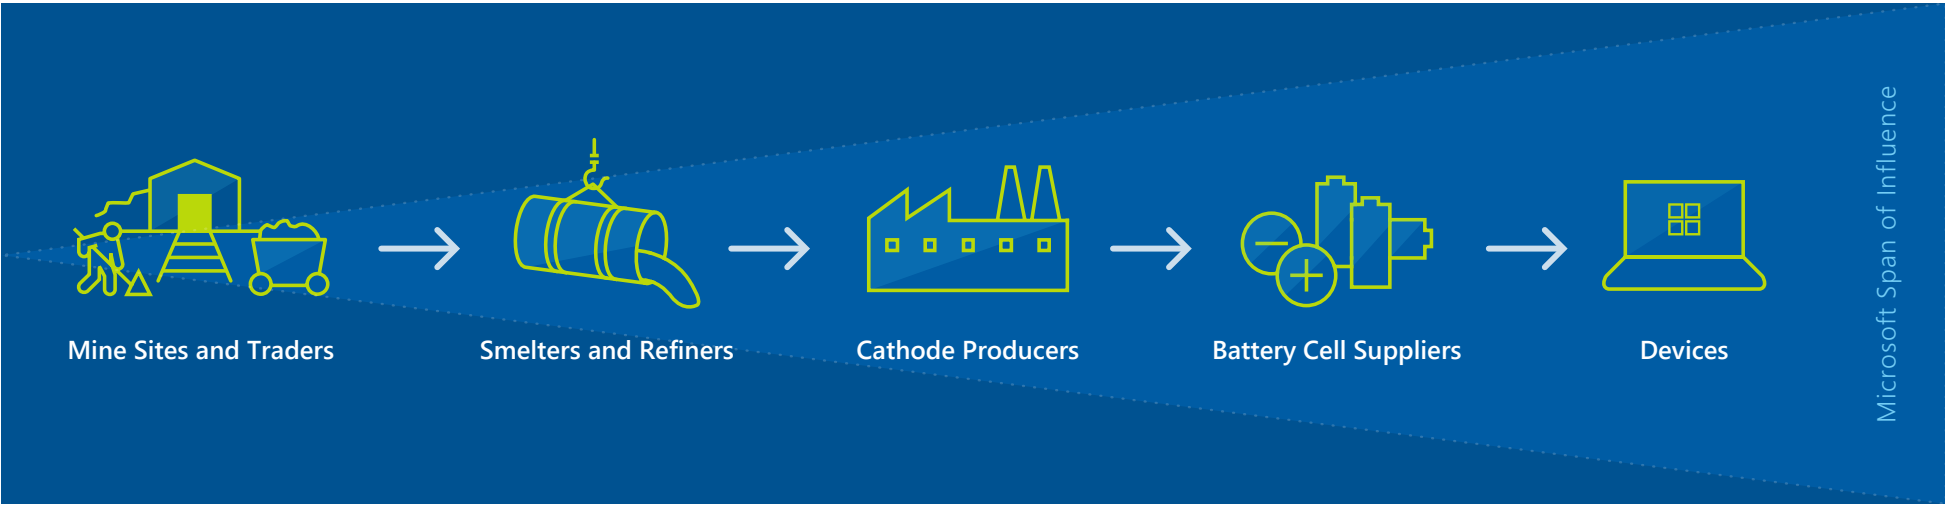 Mine Sites and Traders
Smelters and Refiners
Cathode Producers
Battery Cell Suppliers
Devices
Microsoft Span of Influence